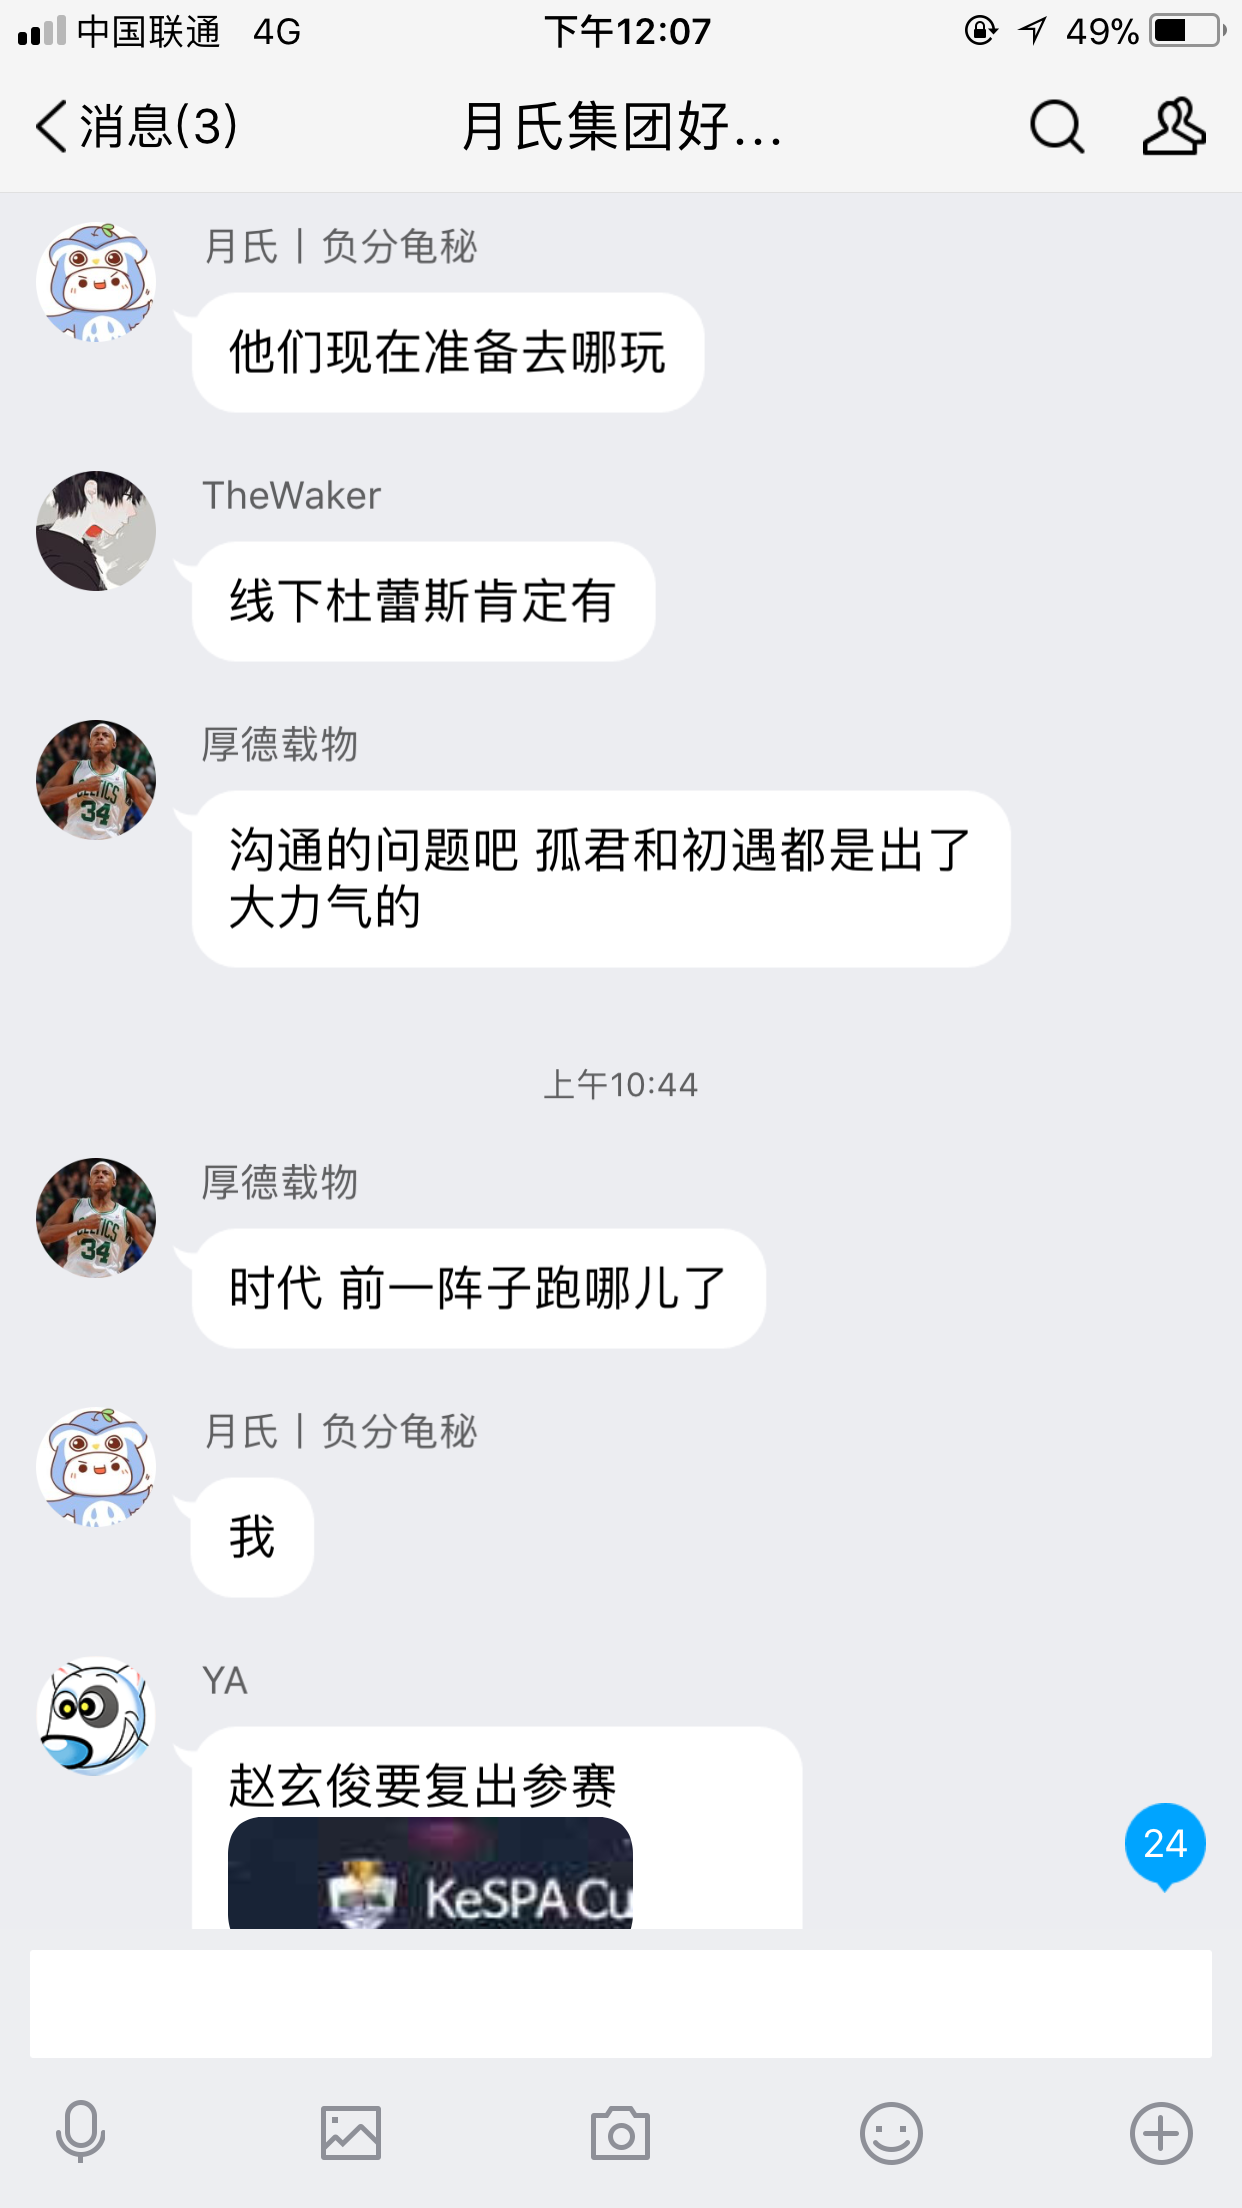 中国联通 4G 下午12:07 49%
消息(3) 月氏集团好...
月氏丨负分龟秘
他们现在准备去哪玩
TheWaker
线下杜蕾斯肯定有
厚德载物
CELTICS
34
沟通的问题吧 孤君和初遇都是出了
大力气的
上午10:44
厚德载物
CELTICS
34
时代 前一阵子跑哪儿了
月氏丨负分龟秘
我
YA
赵玄俊要复出参赛
KeSPA Cu
24